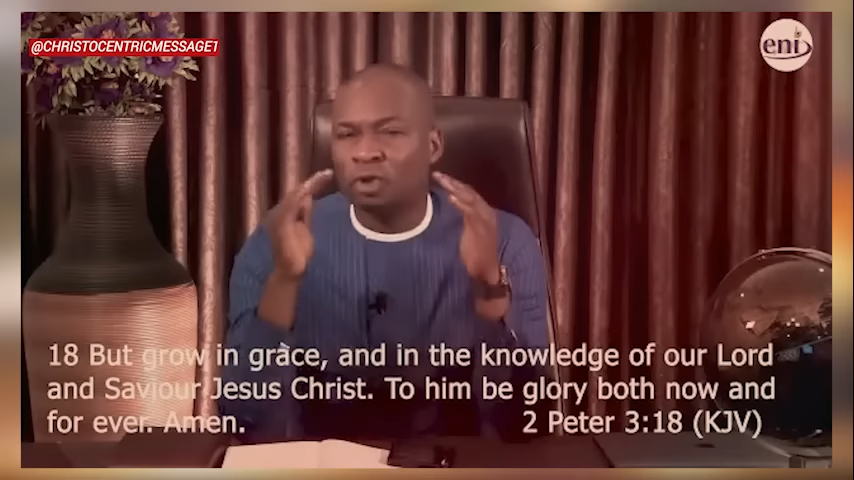 @CHRISTOCENTRICMESSAGE1
eni
18 But grow in grace, and in the knowledge of our Lord
and Saviour Jesus Christ. To him be glory both now and
for ever. Amen. 2 Peter 3:18 (KJV)